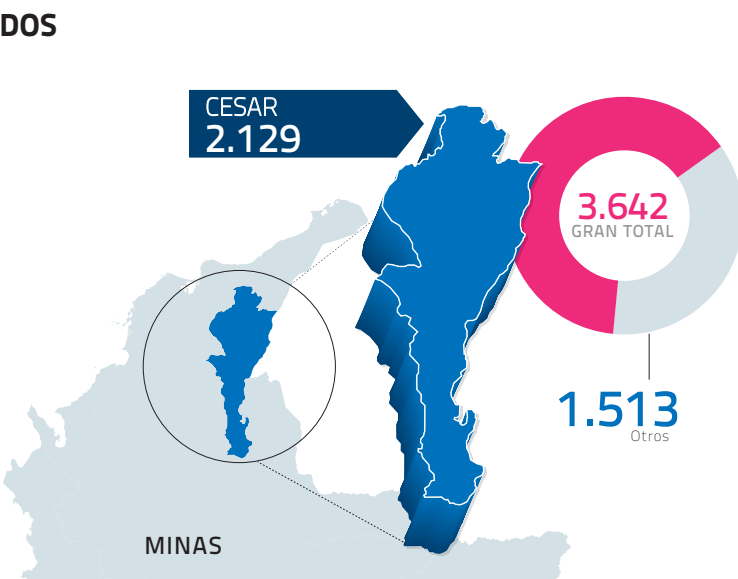 DOS
CESAR
2.129
3.642
GRAN TOTAL
1.513
Otros
MINAS